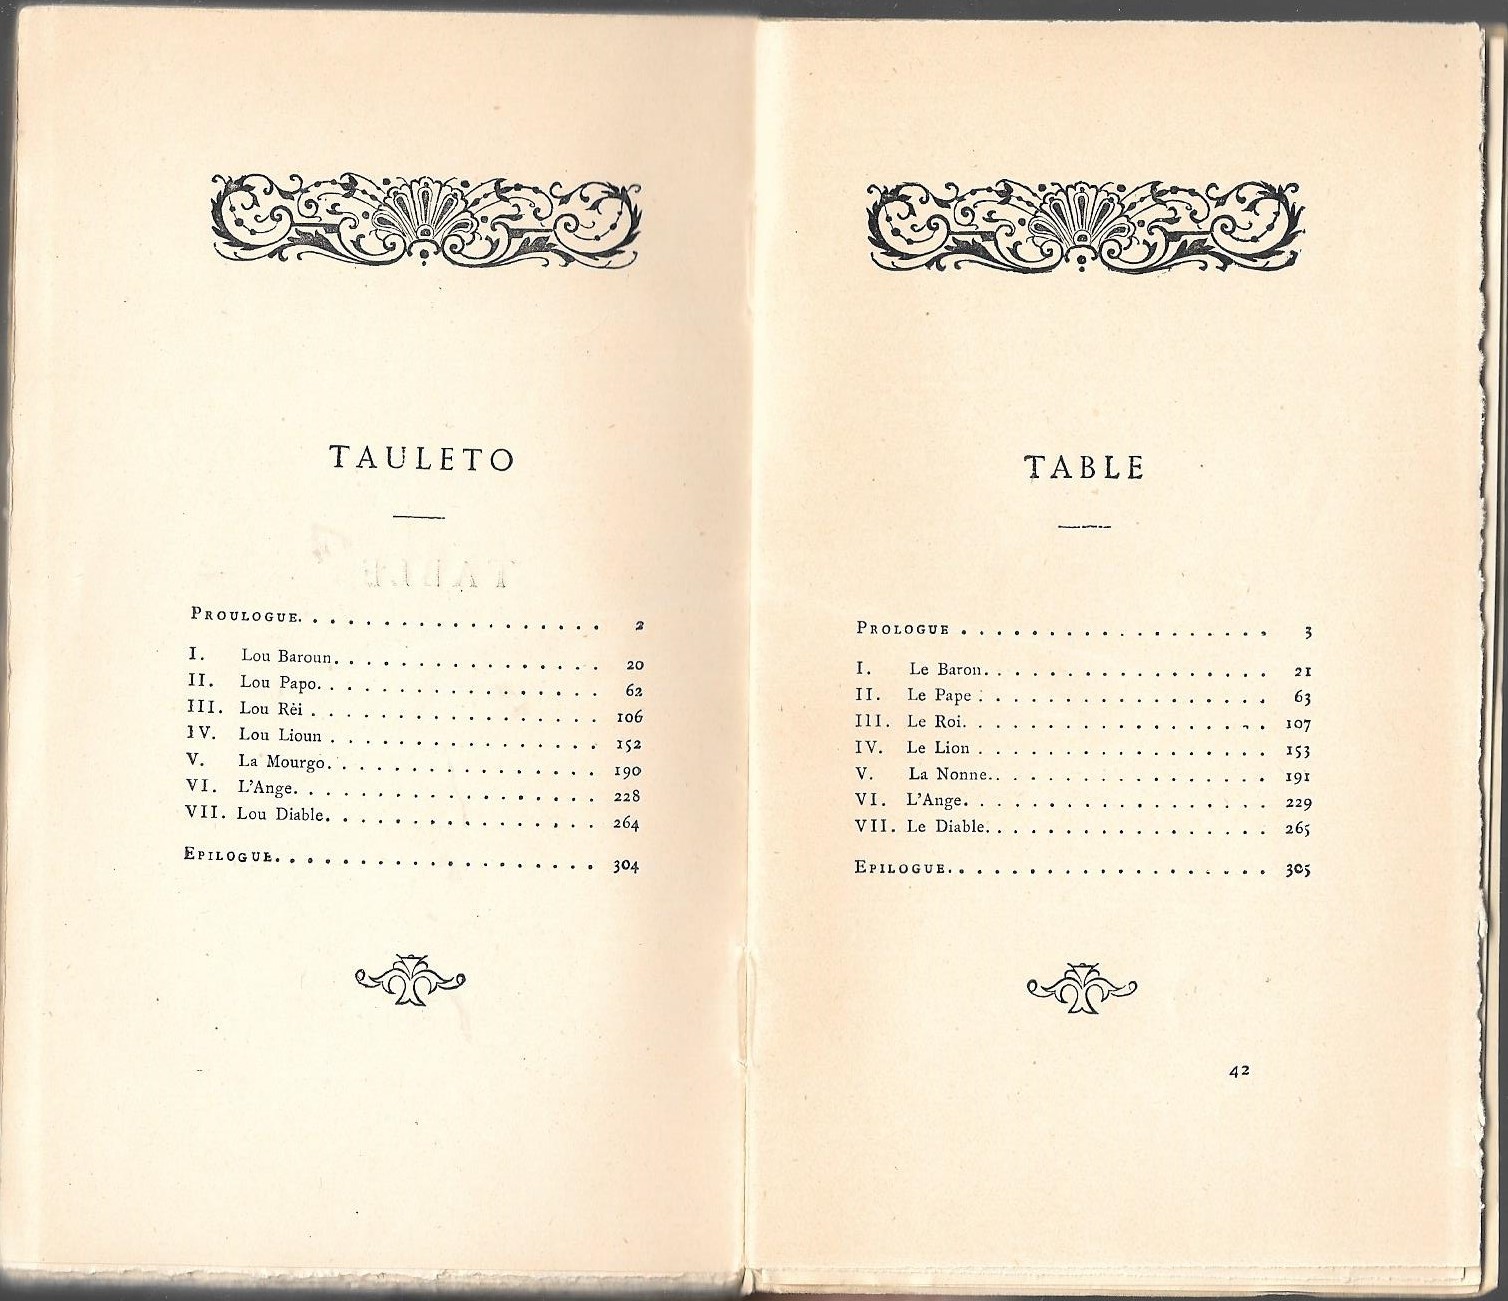 TAULETO
PROULOGUE. . . . . . . . . . . . . . . . . . 2
I. Lou Baroun. . . . . . . . . . . . . . . . . 20
II. Lou Papo. . . . . . . . . . . . . . . . . . 62
III. Lou Rèi . . . . . . . . . . . . . . . . . . 106
IV. Lou Lioun . . . . . . . . . . . . . . . . . 152
V. La Mourgo. . . . . . . . . . . . . . . . . 190
VI. L'Ange. . . . . . . . . . . . . . . . . . . 228
VII. Lou Diable. . . . . . . . . . . . . . . . . 264
EPILOGUE. . . . . . . . . . . . . . . . . . . 304
TABLE
PROLOGUE . . . . . . . . . . . . . . . . . . 3
I. Le Baron. . . . . . . . . . . . . . . . . . 21
II. Le Pape . . . . . . . . . . . . . . . . . . 63
III. Le Roi. . . . . . . . . . . . . . . . . . . 107
IV. Le Lion . . . . . . . . . . . . . . . . . . 153
V. La Nonne. . . . . . . . . . . . . . . . . . 191
VI. L'Ange. . . . . . . . . . . . . . . . . . . 229
VII. Le Diable. . . . . . . . . . . . . . . . . . 265
EPILOGUE. . . . . . . . . . . . . . . . . . . 305
42